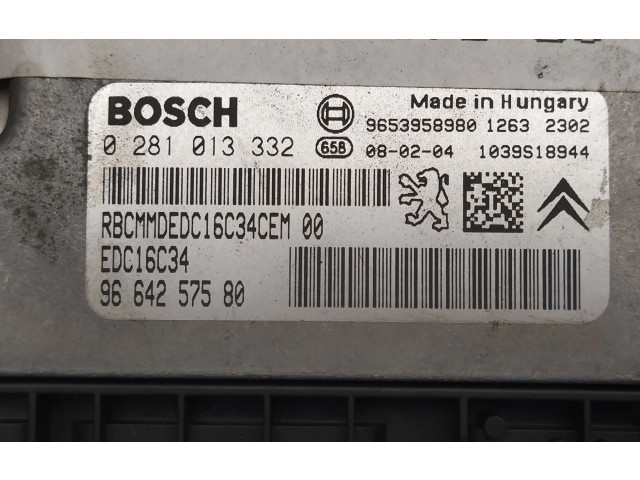 BOSCH
Made in Hungary
9653958980 1263 2302
0 281 013 332
658
08-02-04 1039S18944
RBCMMDEDC16C34CEM 00
EDC16C34
96 642 575 80